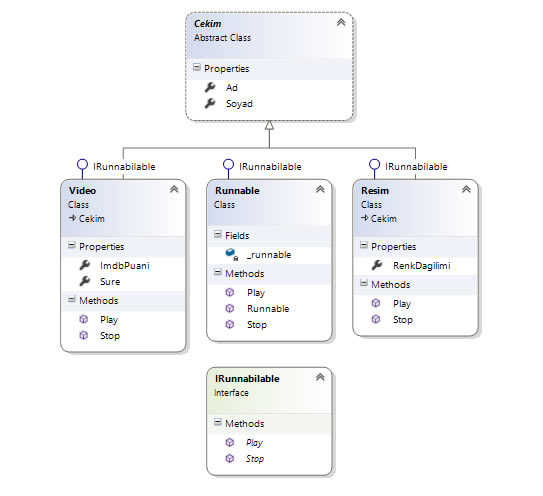 Cekim
Abstract Class
Properties
Ad
Soyad
IRunnabilable
IRunnabilable
IRunnabilable
Video
Class
Cekim
Properties
ImdbPuani
Sure
Methods
Play
Stop
Runnable
Class
Fields
_runnable
Methods
Play
Runnable
Stop
Resim
Class
Cekim
Properties
RenkDagilimi
Methods
Play
Stop
IRunnabilable
Interface
Methods
Play
Stop